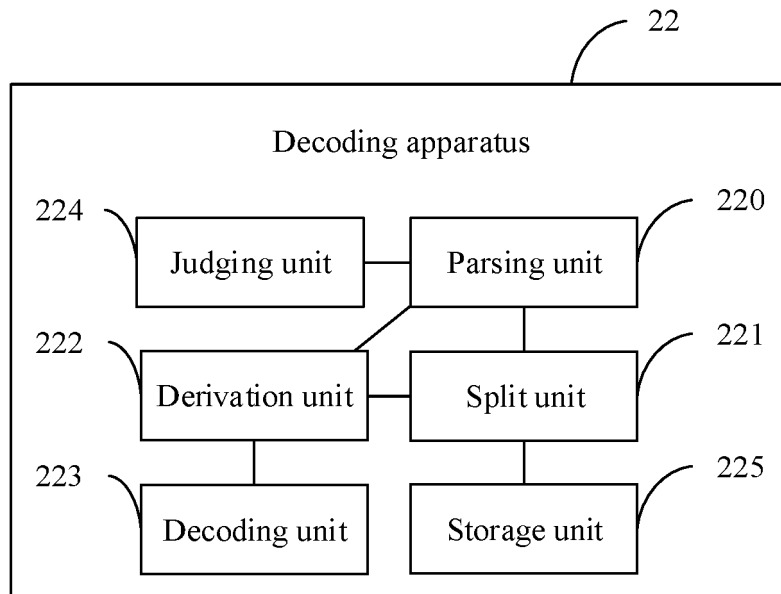 22
Decoding apparatus
224
Judging unit
Parsing unit
220
222
Derivation unit
Split unit
221
223
Decoding unit
Storage unit
225